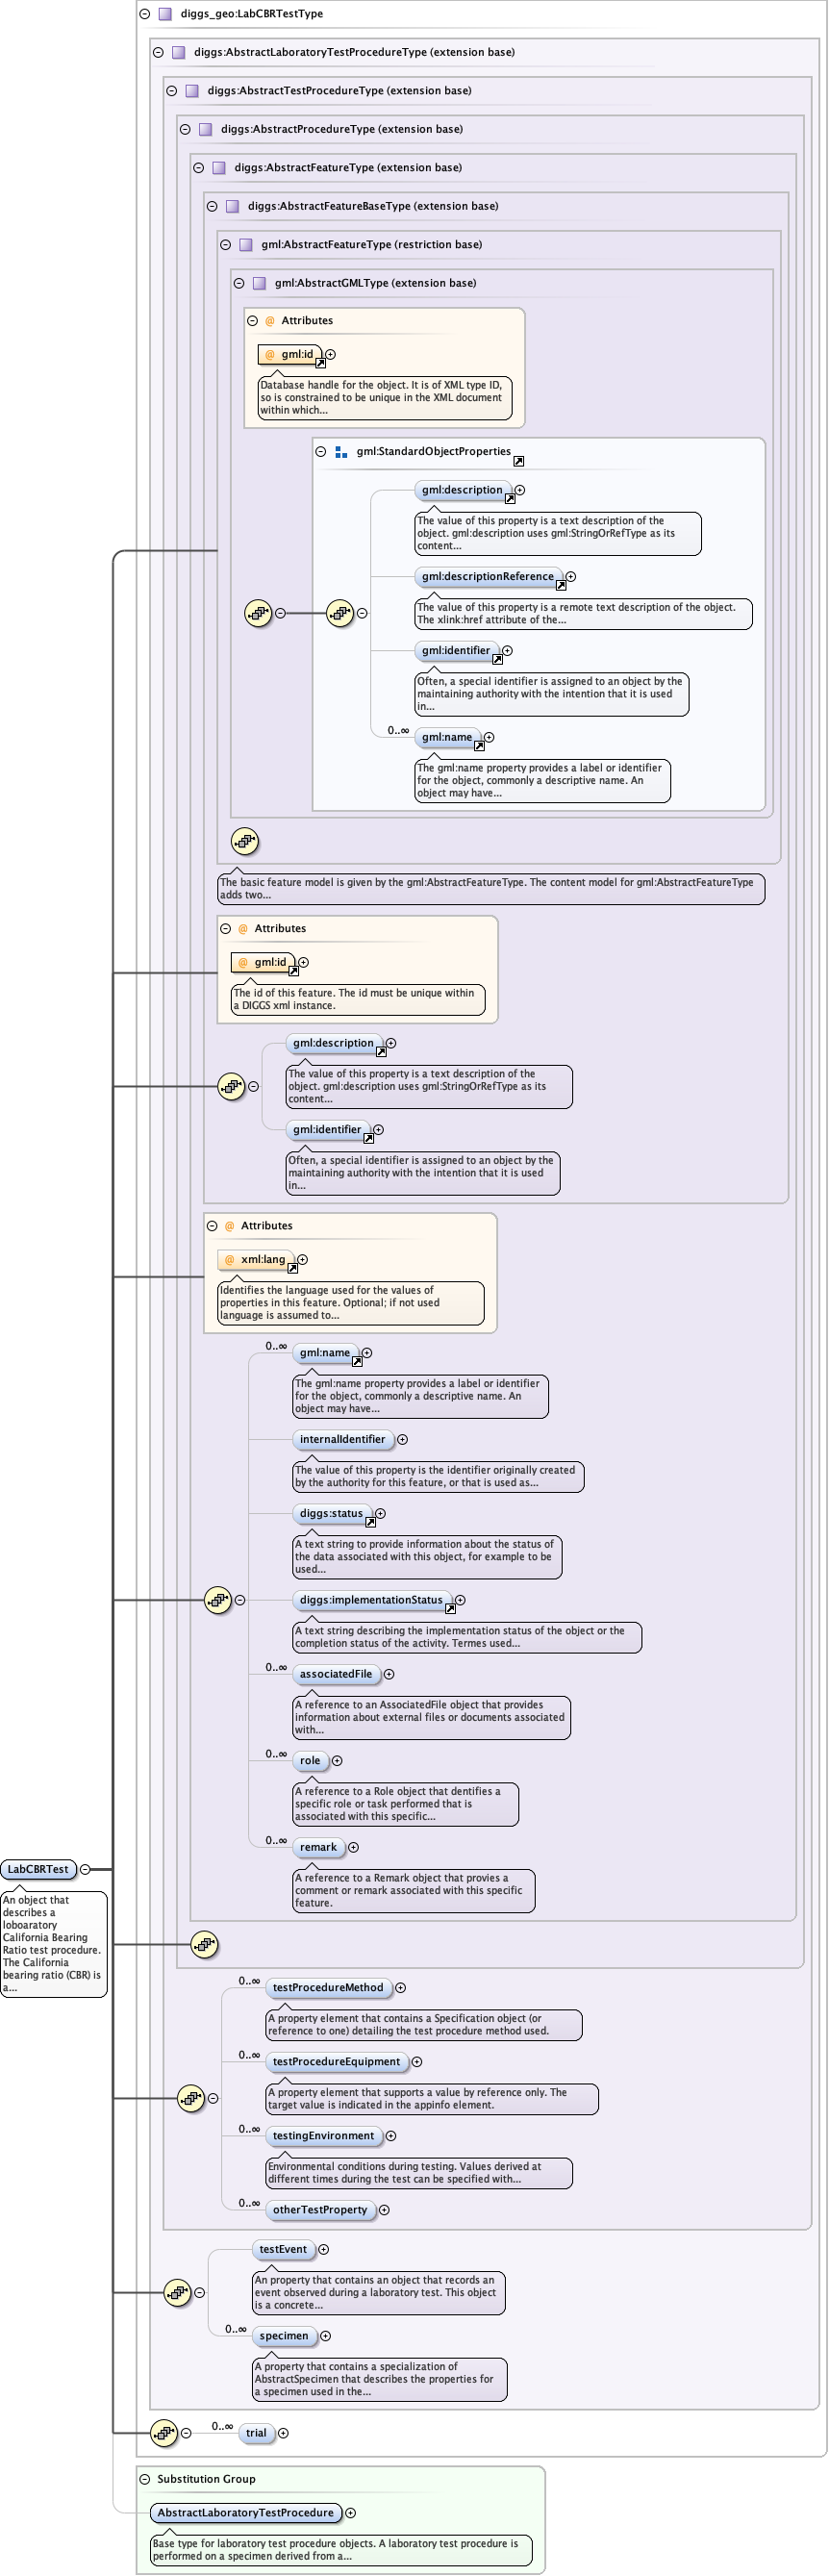 diggs_geo:LabCBRTestType
diggs:AbstractLaboratoryTestProcedureType (extension base)
diggs:AbstractTestProcedureType (extension base)
diggs:AbstractProcedureType (extension base)
diggs:AbstractFeatureType (extension base)
diggs:AbstractFeatureBaseType (extension base)
gml:AbstractFeatureType (restriction base)
gml:AbstractGMLType (extension base)
@ Attributes
@ gml:id
Database handle for the object. It is of XML type ID,
so is constrained to be unique in the XML document
within which...
gml:StandardObjectProperties
gml:description
The value of this property is a text description of the
object. gml:description uses gml:StringOrRefType as its
content...
gml:descriptionReference
The value of this property is a remote text description of the object.
The xlink:href attribute of the...
gml:identifier
Often, a special identifier is assigned to an object by the
maintaining authority with the intention that it is used
in...
0..∞
gml:name
The gml:name property provides a label or identifier
for the object, commonly a descriptive name. An
object may have...
The basic feature model is given by the gml:AbstractFeatureType. The content model for gml:AbstractFeatureType
adds two...
@ Attributes
@ gml:id
The id of this feature. The id must be unique within
a DIGGS xml instance.
gml:description
The value of this property is a text description of the
object. gml:description uses gml:StringOrRefType as its
content...
gml:identifier
Often, a special identifier is assigned to an object by the
maintaining authority with the intention that it is used
in...
@ Attributes
@ xml:lang
Identifies the language used for the values of
properties in this feature. Optional; if not used
language is assumed to...
0..∞
gml:name
The gml:name property provides a label or identifier
for the object, commonly a descriptive name. An
object may have...
internalIdentifier
The value of this property is the identifier originally created
by the authority for this feature, or that is used as...
diggs:status
A text string to provide information about the status of
the data associated with this object, for example to be
used...
diggs:implementationStatus
A text string describing the implementation status of the object or the
completion status of the activity. Termes used...
0..∞
associatedFile
A reference to an AssociatedFile object that provides
information about external files or documents associated
with...
0..∞
role
A reference to a Role object that dentifies a
specific role or task performed that is
associated with this specific...
0..∞
remark
A reference to a Remark object that provies a
comment or remark associated with this specific
feature.
LabCBRTest
An object that
describes a
loboaratory
California Bearing
Ratio test procedure.
The California
bearing ratio (CBR) is
a...
0..∞
testProcedureMethod
A property element that contains a Specification object (or
reference to one) detailing the test procedure method used.
0..∞
testProcedureEquipment
A property element that supports a value by reference only. The
target value is indicated in the appinfo element.
0..∞
testingEnvironment
Environmental conditions during testing. Values derived at
different times during the test can be specified with...
0..∞
otherTestProperty
testEvent
An property that contains an object that records an
event observed during a laboratory test. This object
is a concrete...
0..∞
specimen
A property that contains a specialization of
AbstractSpecimen that describes the properties for
a specimen used in the...
0..∞
trial
Substitution Group
AbstractLaboratoryTestProcedure
Base type for laboratory test procedure objects. A laboratory test procedure is
performed on a specimen derived from a...